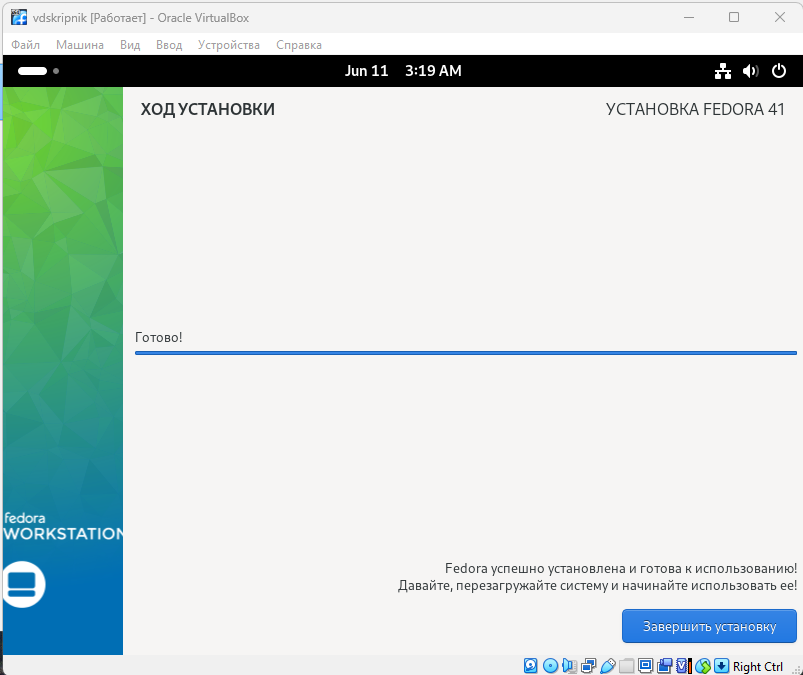 vdskripnik [Работает] - Oracle VirtualBox
Файл Машина Вид Ввод Устройства Справка
Jun 11 3:19 AM
ХОД УСТАНОВКИ
УСТАНОВКА FEDORA 41
Готово!
fedora
WORKSTATION
Fedora успешно установлена и готова к использованию!
Давайте, перезагружайте систему и начинайте использовать ее!
Завершить установку
Right Ctrl